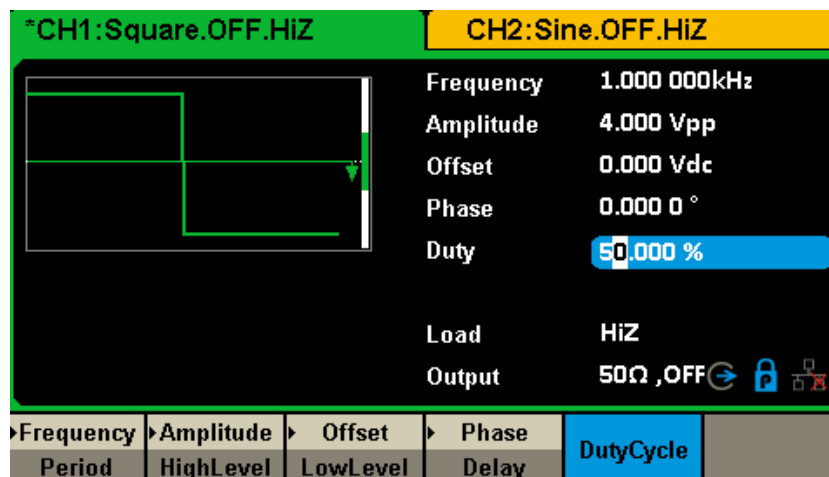 *CH1:Square.OFF.HiZ
CH2:Sine.OFF.HiZ
Frequency 1.000 000kHz
Amplitude 4.000 Vpp
Offset 0.000 Vdc
Phase 0.000 0 °
Duty 50.000 %
Load HiZ
Output 50Ω ,OFF P
Frequency Amplitude Offset Phase DutyCycle
Period HighLevel LowLevel Delay